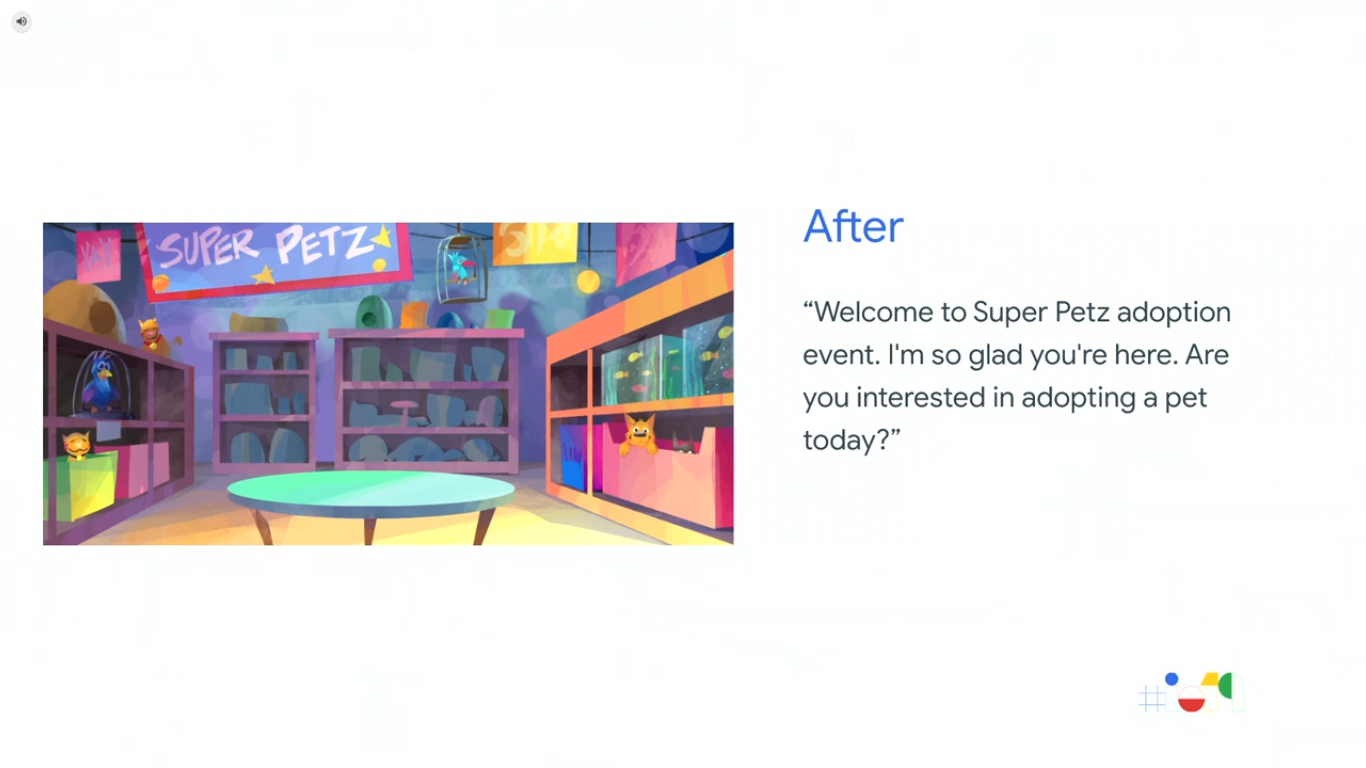 After
“Welcome to Super Petz adoption
event. I'm so glad you're here. Are
you interested in adopting a pet
today?”
YAY
SUPER PETZ
#io19